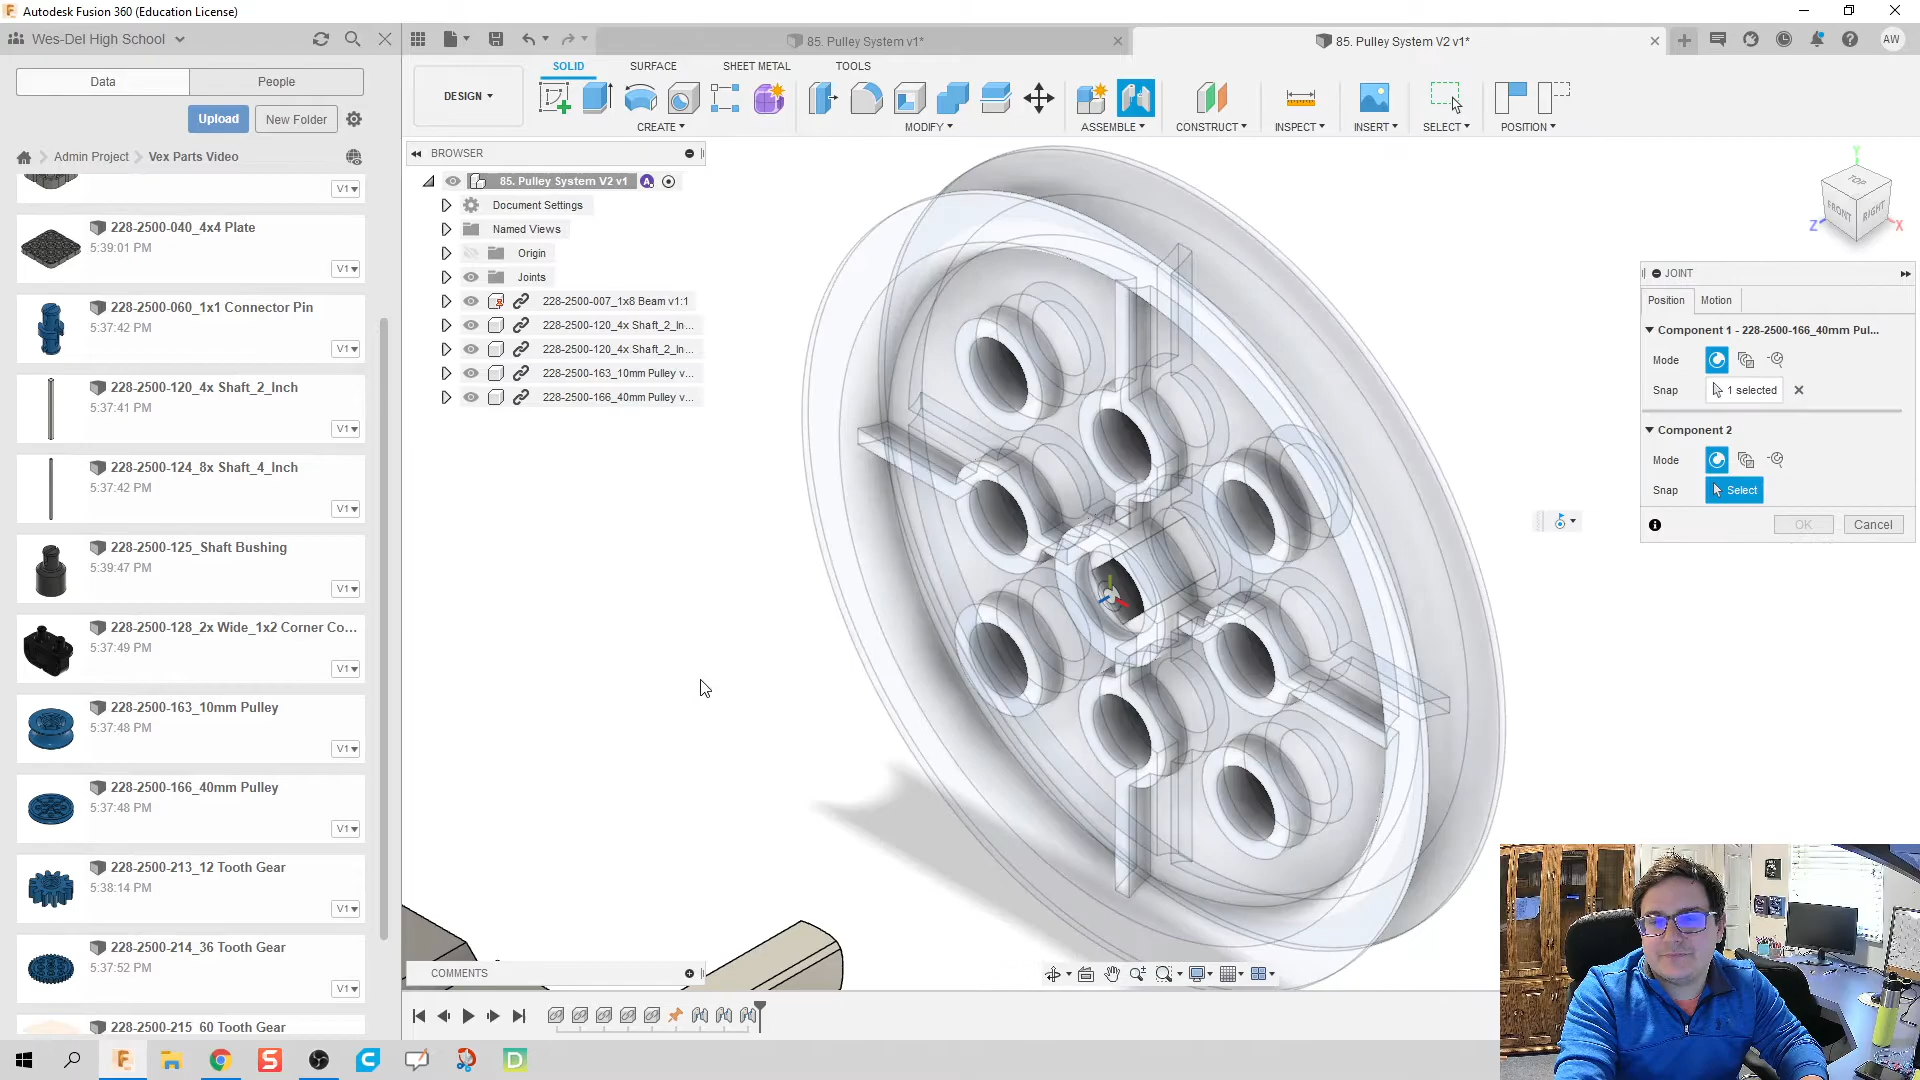 Autodesk Fusion 360 (Education License)
Wes-Del High School
85. Pulley System v1*
85. Pulley System V2 v1*
AW
Data
People
SOLID
SURFACE
SHEET METAL
TOOLS
Upload
New Folder
DESIGN
CREATE
MODIFY
ASSEMBLE
CONSTRUCT
INSPECT
INSERT
SELECT
POSITION
Admin Project
Vex Parts Video
BROWSER
85. Pulley System V2 v1
A
Document Settings
Named Views
Origin
Joints
228-2500-007_1x8 Beam v1:1
228-2500-120_4x Shaft_2_In...
228-2500-120_4x Shaft_2_In...
228-2500-163_10mm Pulley v...
228-2500-166_40mm Pulley v...
V1
228-2500-040_4x4 Plate
5:39:01 PM
V1
228-2500-060_1x1 Connector Pin
5:37:42 PM
V1
228-2500-120_4x Shaft_2_Inch
5:37:41 PM
V1
228-2500-124_8x Shaft_4_Inch
5:37:42 PM
V1
228-2500-125_Shaft Bushing
5:39:47 PM
V1
228-2500-128_2x Wide_1x2 Corner Co...
5:37:49 PM
V1
228-2500-163_10mm Pulley
5:37:48 PM
V1
228-2500-166_40mm Pulley
5:37:48 PM
V1
228-2500-213_12 Tooth Gear
5:38:14 PM
V1
228-2500-214_36 Tooth Gear
5:37:52 PM
V1
228-2500-215_60 Tooth Gear
Y
TOP
FRONT
RIGHT
Z
X
JOINT
Position
Motion
Component 1 - 228-2500-166_40mm Pul...
Mode
Snap
1 selected
Component 2
Mode
Snap
Select
OK
Cancel
COMMENTS